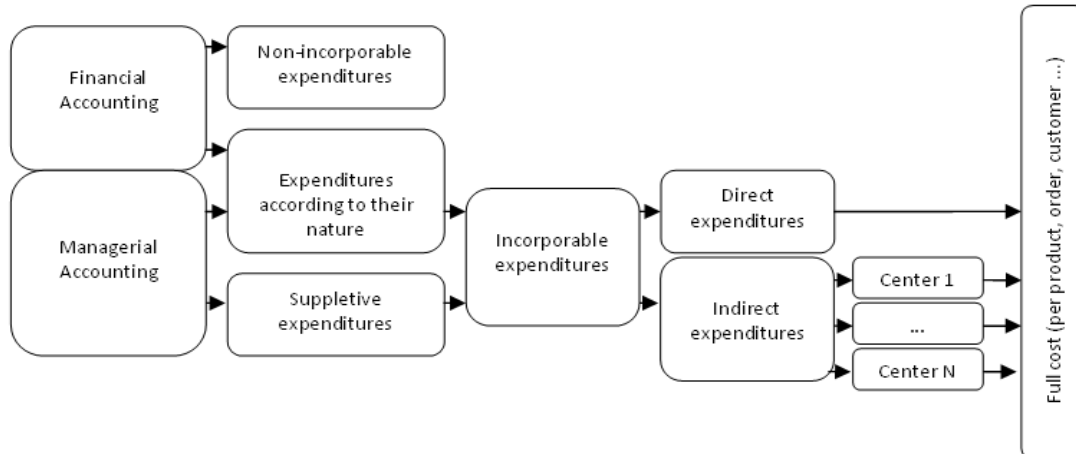 Financial
Accounting
Non-incorporable
expenditures
Expenditures
according to their
nature
Managerial
Accounting
Suppletive
expenditures
Incorporable
expenditures
Direct
expenditures
Indirect
expenditures
Center 1
...
Center N
Full cost (per product, order, customer ...)